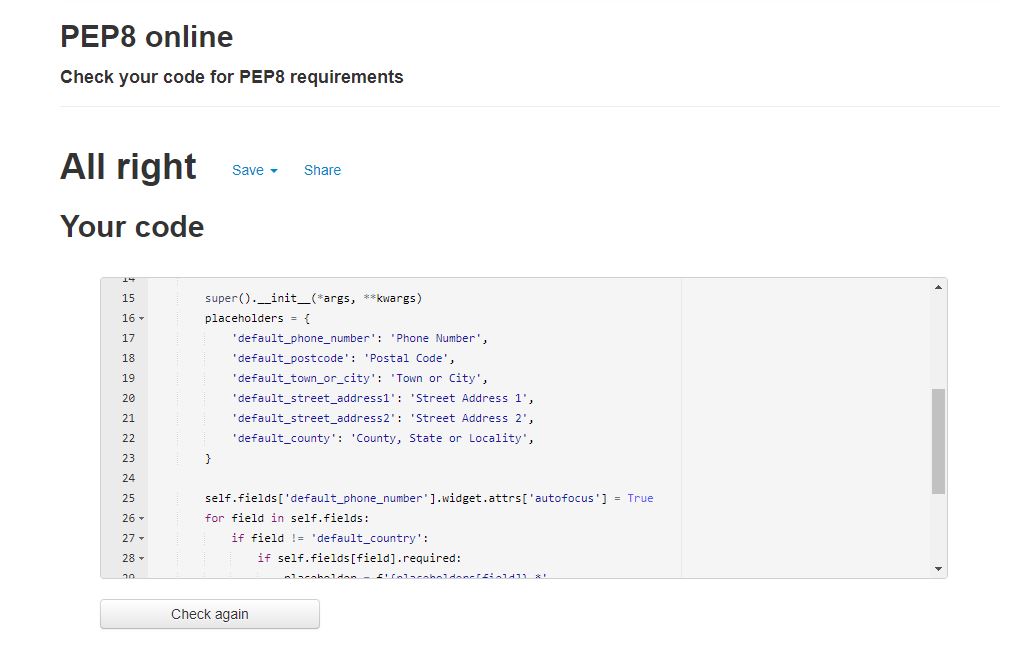 PEP8 online
Check your code for PEP8 requirements
All right Save Share
Your code
14
15 super().__init__(*args, **kwargs)
16 placeholders = {
17 'default_phone_number': 'Phone Number',
18 'default_postcode': 'Postal Code',
19 'default_town_or_city': 'Town or City',
20 'default_street_address1': 'Street Address 1',
21 'default_street_address2': 'Street Address 2',
22 'default_county': 'County, State or Locality',
23 }
24
25 self.fields['default_phone_number'].widget.attrs['autofocus'] = True
26 for field in self.fields:
27 if field != 'default_country':
28 if self.fields[field].required:
29 placeholder = f'{placeholders[field]} *'
Check again